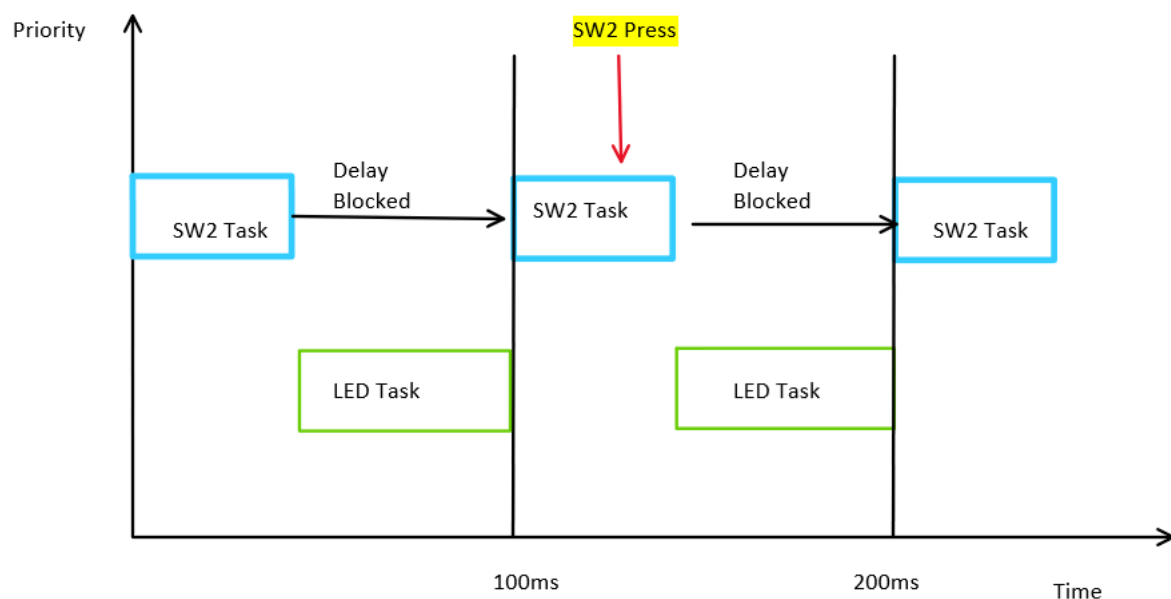 Priority
SW2 Press
Delay
Blocked
Delay
Blocked
SW2 Task
SW2 Task
SW2 Task
LED Task
LED Task
100ms
200ms
Time